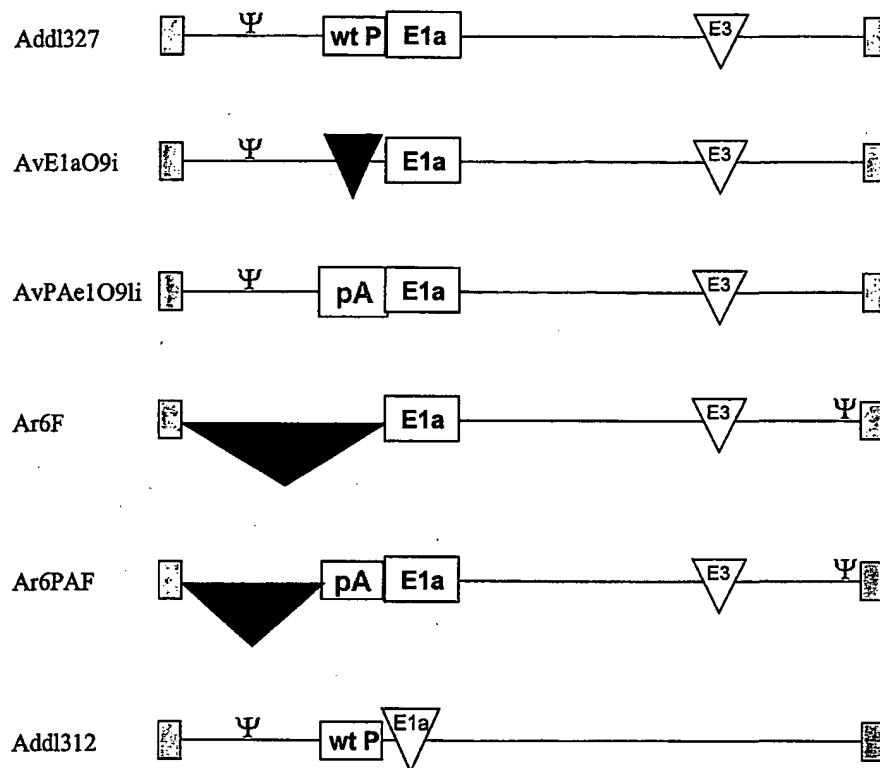 Addl327 Ψ wt P E1a E3
AvE1aO9i Ψ E1a E3
AvPAe1O9li Ψ pA E1a E3
Ar6F E1a E3 Ψ
Ar6PAF pA E1a E3 Ψ
Addl312 Ψ wt P E1a